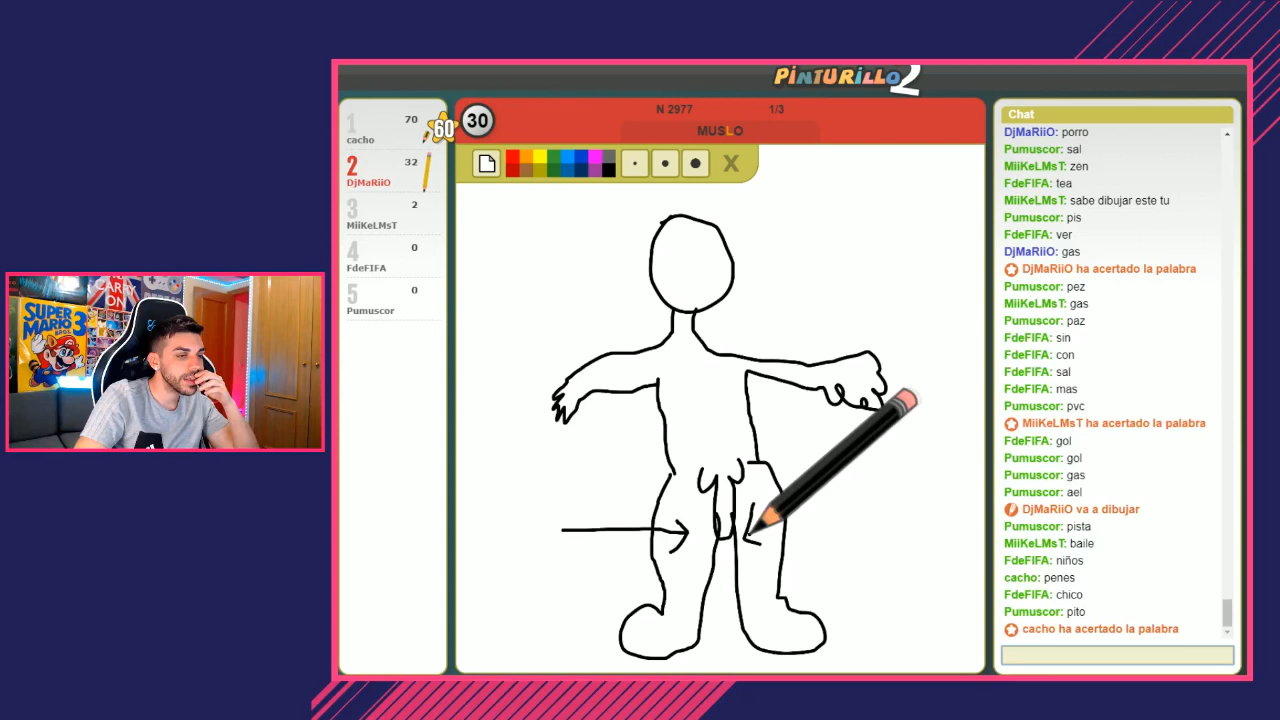 PINTURILLO 2
1
cacho
70
60
2
DjMaRiiO
32
3
MiiKeLMsT
2
4
FdeFIFA
0
5
Pumuscor
0
30
N 2977
1/3
MUSLO
X
SUPER
MARIO
BROS.
3
Chat
DjMaRiiO: porro
Pumuscor: sal
MiiKeLMsT: zen
FdeFIFA: tea
MiiKeLMsT: sabe dibujar este tu
Pumuscor: pis
FdeFIFA: ver
DjMaRiiO: gas
DjMaRiiO ha acertado la palabra
Pumuscor: pez
MiiKeLMsT: gas
Pumuscor: paz
FdeFIFA: sin
FdeFIFA: con
FdeFIFA: sal
FdeFIFA: mas
Pumuscor: pvc
MiiKeLMsT ha acertado la palabra
FdeFIFA: gol
Pumuscor: gol
Pumuscor: gas
Pumuscor: ael
DjMaRiiO va a dibujar
Pumuscor: pista
MiiKeLMsT: baile
FdeFIFA: niños
cacho: penes
FdeFIFA: chico
Pumuscor: pito
cacho ha acertado la palabra